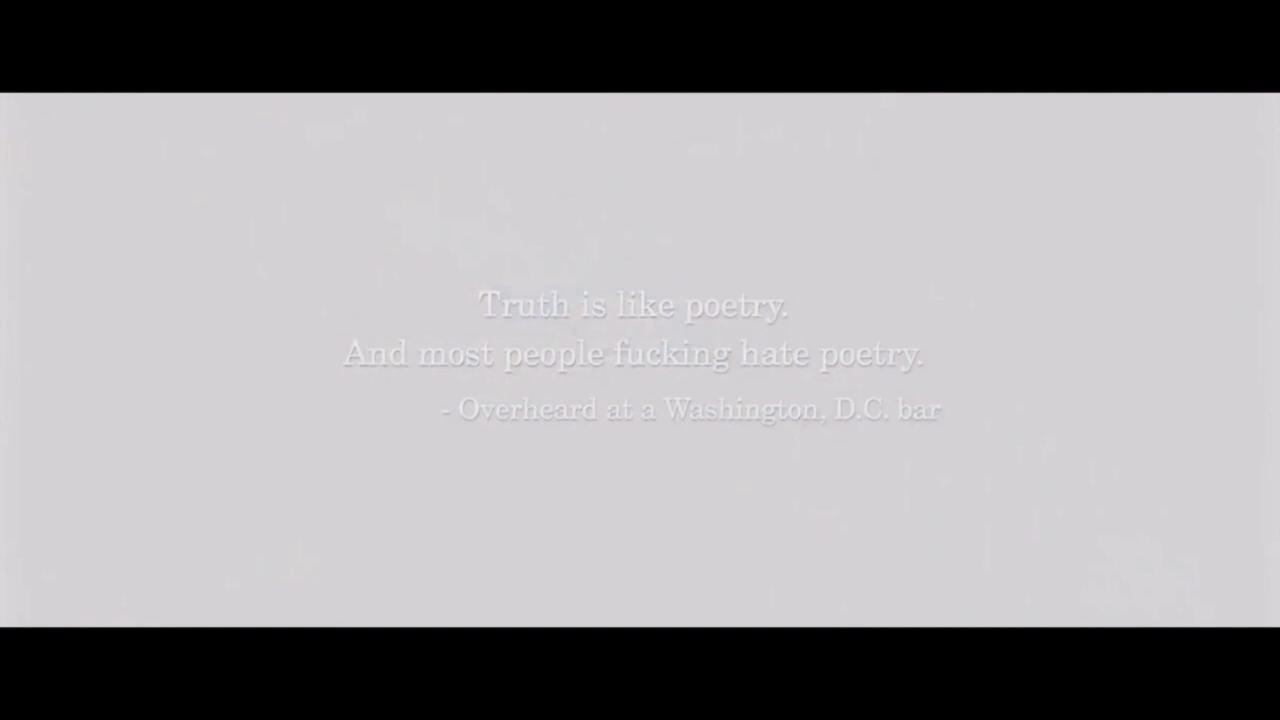 Truth is like poetry.
And most people fucking hate poetry.
- Overheard at a Washington, D.C. bar